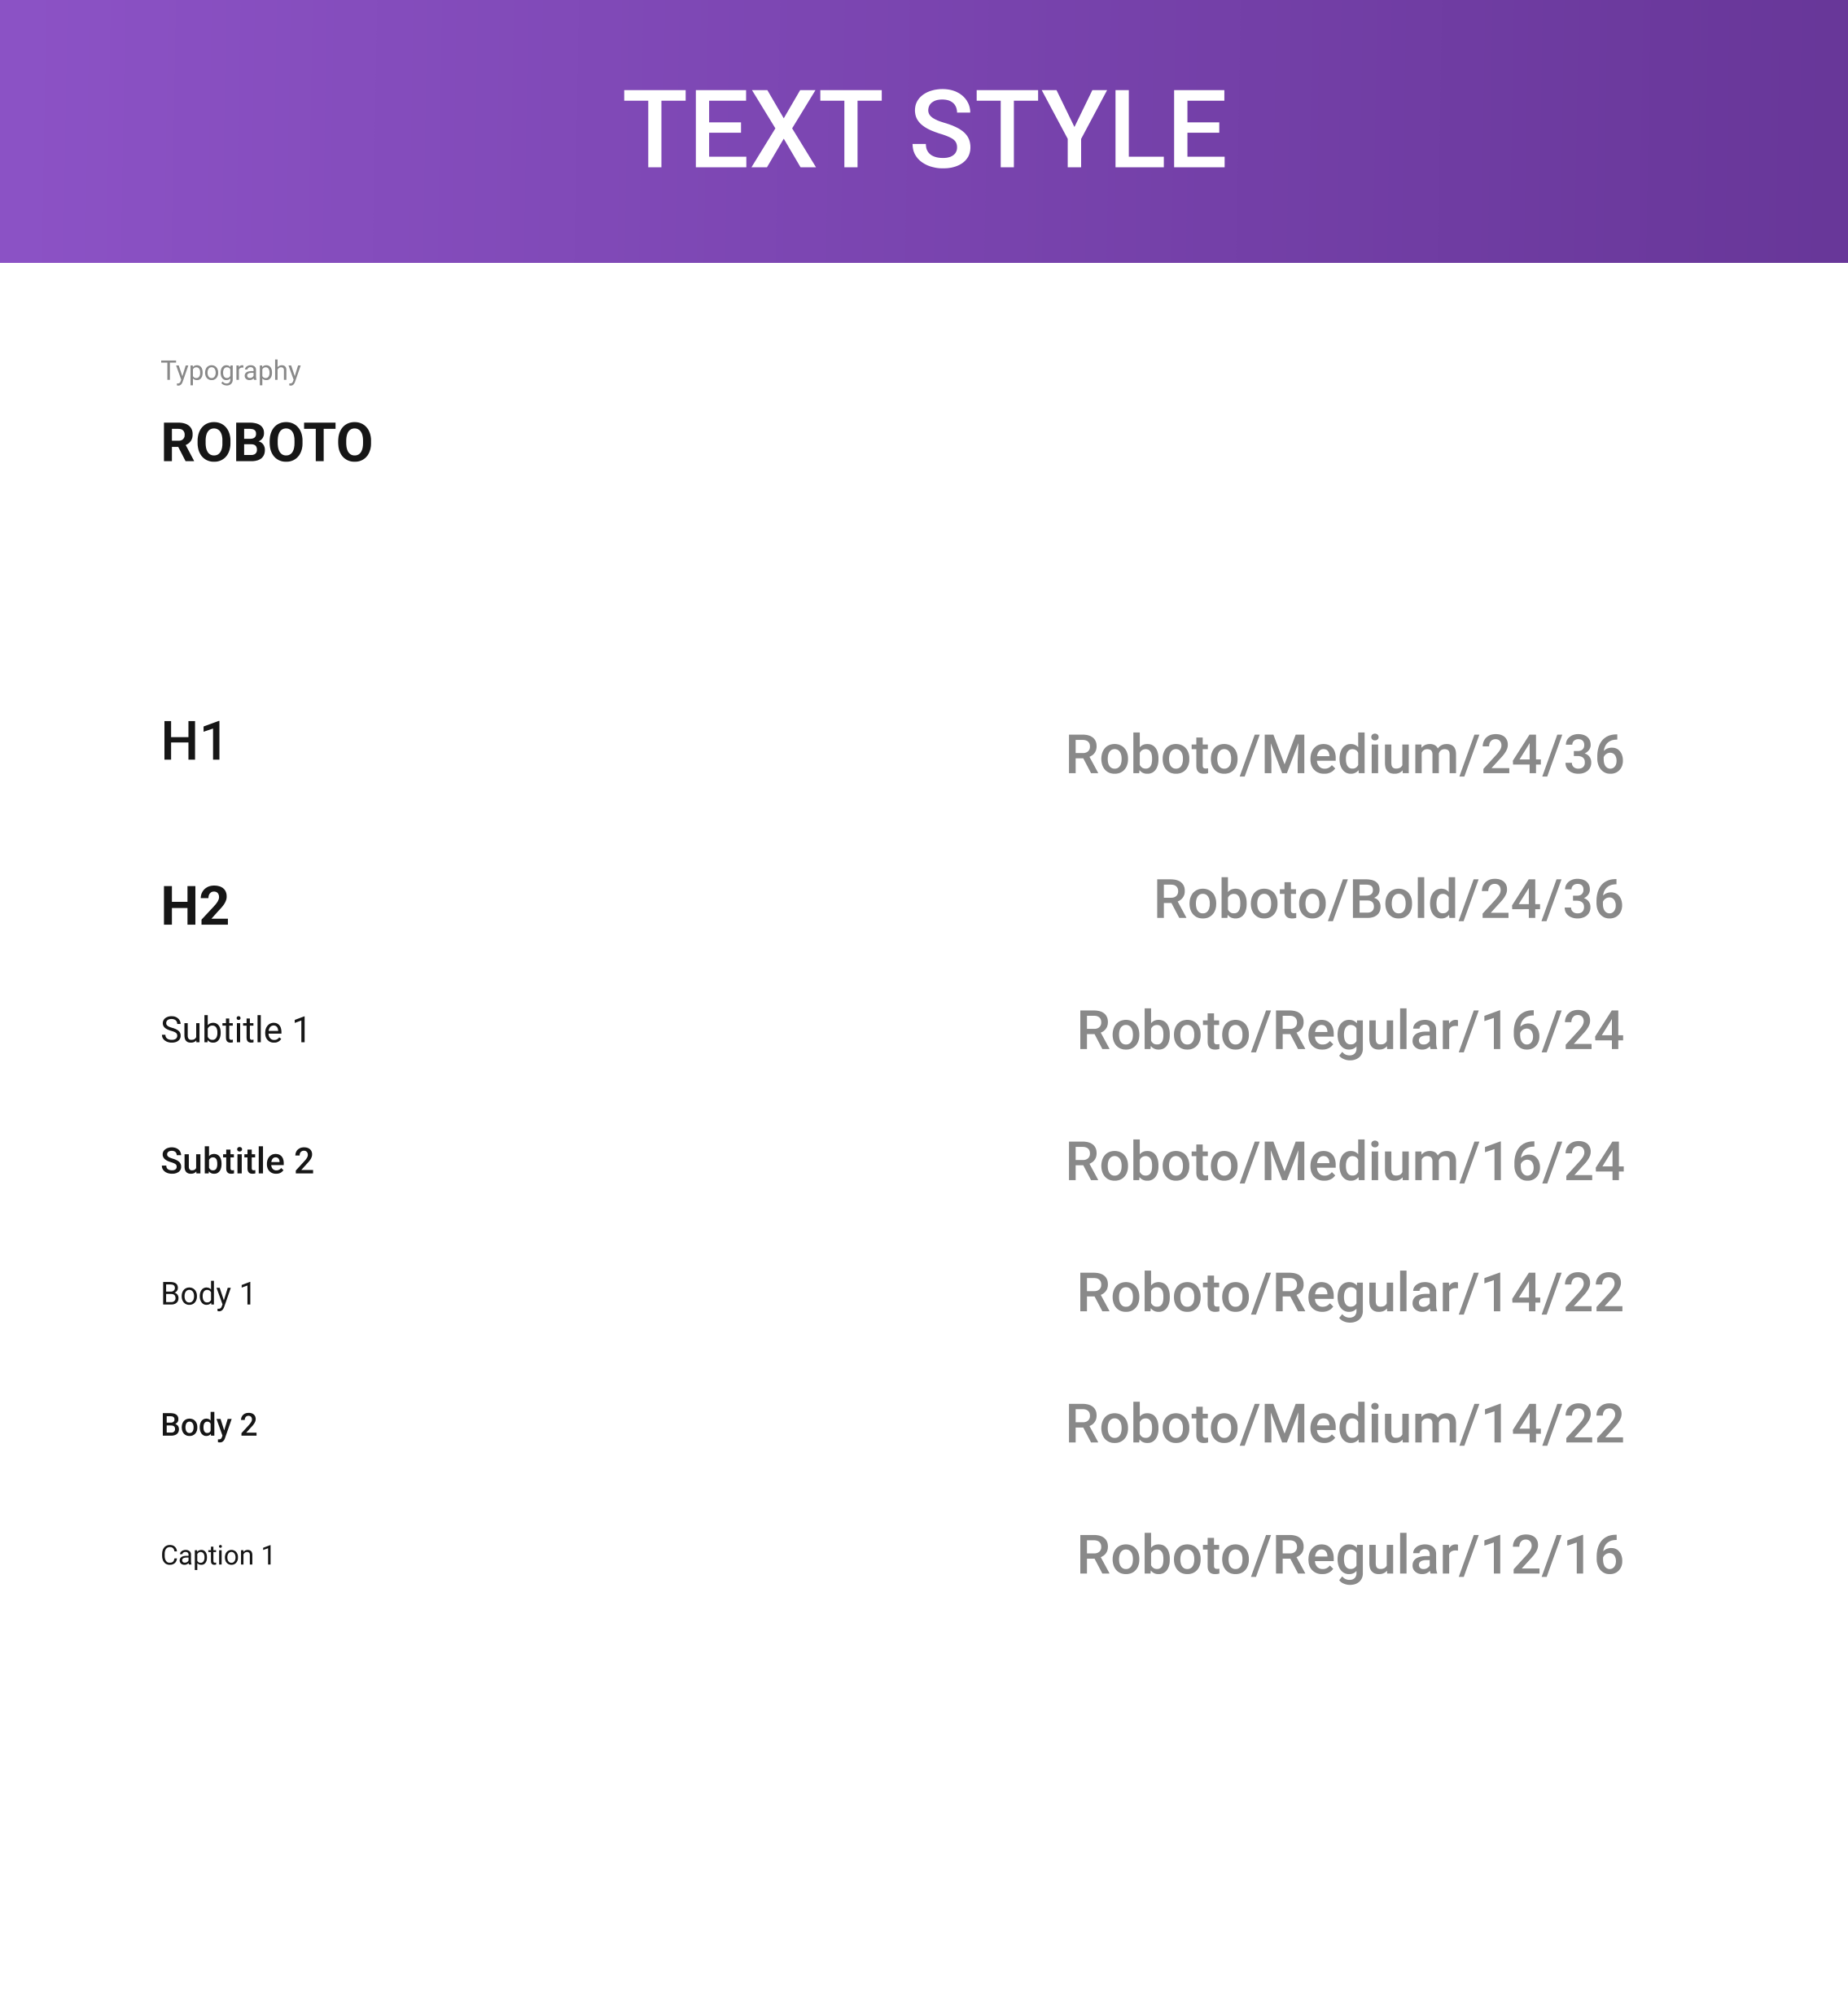 TEXT STYLE
Typography
ROBOTO
H1
Roboto/Medium/24/36
H2
Roboto/Bold/24/36
Subtitle 1
Roboto/Regular/16/24
Subtitle 2
Roboto/Medium/16/24
Body 1
Roboto/Regular/14/22
Body 2
Roboto/Medium/14/22
Caption 1
Roboto/Regular/12/16